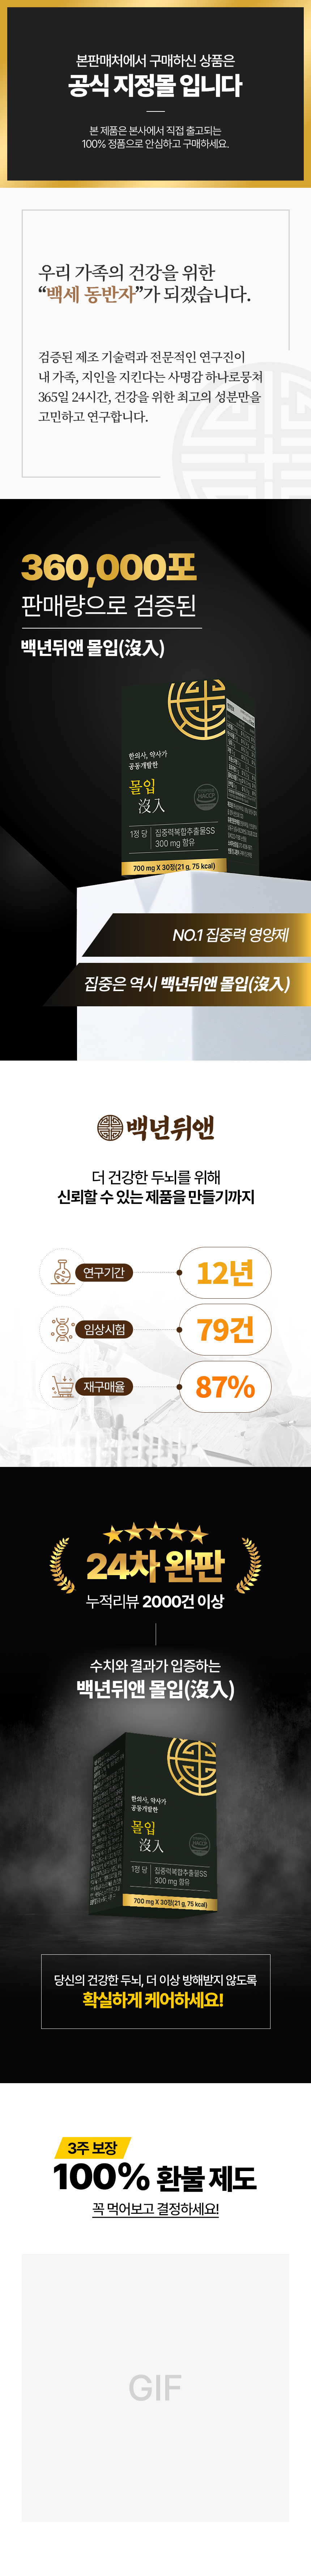 본판매처에서 구매하신 상품은
공식 지정몰 입니다
본 제품은 본사에서 직접 출고되는
100% 정품으로 안심하고 구매하세요.
우리 가족의 건강을 위한
“백세 동반자”가 되겠습니다.
검증된 제조 기술력과 전문적인 연구진이
내 가족, 지인을 지킨다는 사명감 하나로뭉쳐
365일 24시간, 건강을 위한 최고의 성분만을
고민하고 연구합니다.
360,000포
판매량으로 검증된
백년뒤앤 몰입(沒入)
한의사, 약사가
공동개발한
몰입
沒入
HACCP
1정 당 집중력복합추출물SS
300 mg 함유
700 mg X 30정(21 g, 75 kcal)
NO.1 집중력 영양제
집중은 역시 백년뒤앤 몰입(沒入)
백년뒤앤
더 건강한 두뇌를 위해
신뢰할 수 있는 제품을 만들기까지
연구기간 12년
임상시험 79건
재구매율 87%
24차 완판
누적리뷰 2000건 이상
수치와 결과가 입증하는
백년뒤앤 몰입(沒入)
한의사, 약사가
공동개발한
몰입
沒入
HACCP
1정 당 집중력복합추출물SS
300 mg 함유
700 mg X 30정(21 g, 75 kcal)
당신의 건강한 두뇌, 더 이상 방해받지 않도록
확실하게 케어하세요!
3주 보장
100% 환불 제도
꼭 먹어보고 결정하세요!
GIF